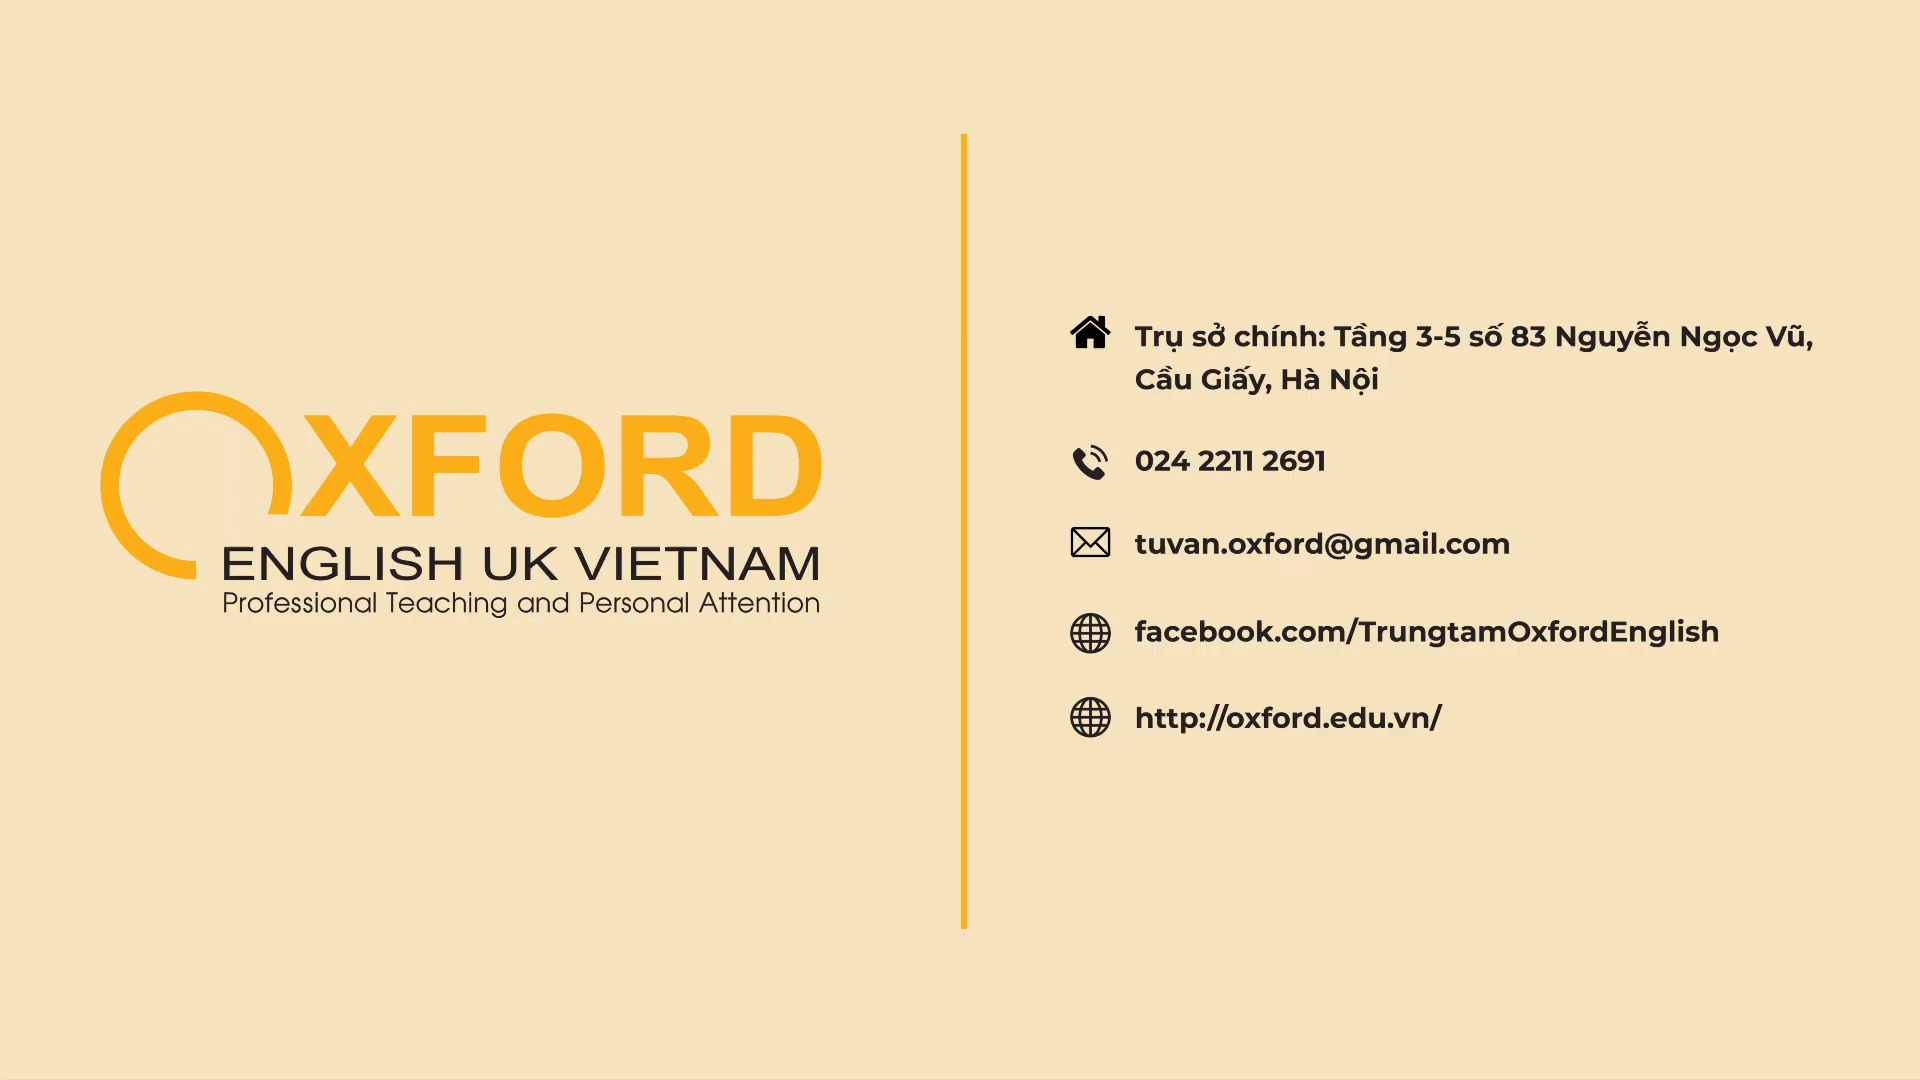 OXFORD
ENGLISH UK VIETNAM
Professional Teaching and Personal Attention
Trụ sở chính: Tầng 3-5 số 83 Nguyễn Ngọc Vũ,
Cầu Giấy, Hà Nội
024 2211 2691
tuvan.oxford@gmail.com
facebook.com/TrungtamOxfordEnglish
http://oxford.edu.vn/